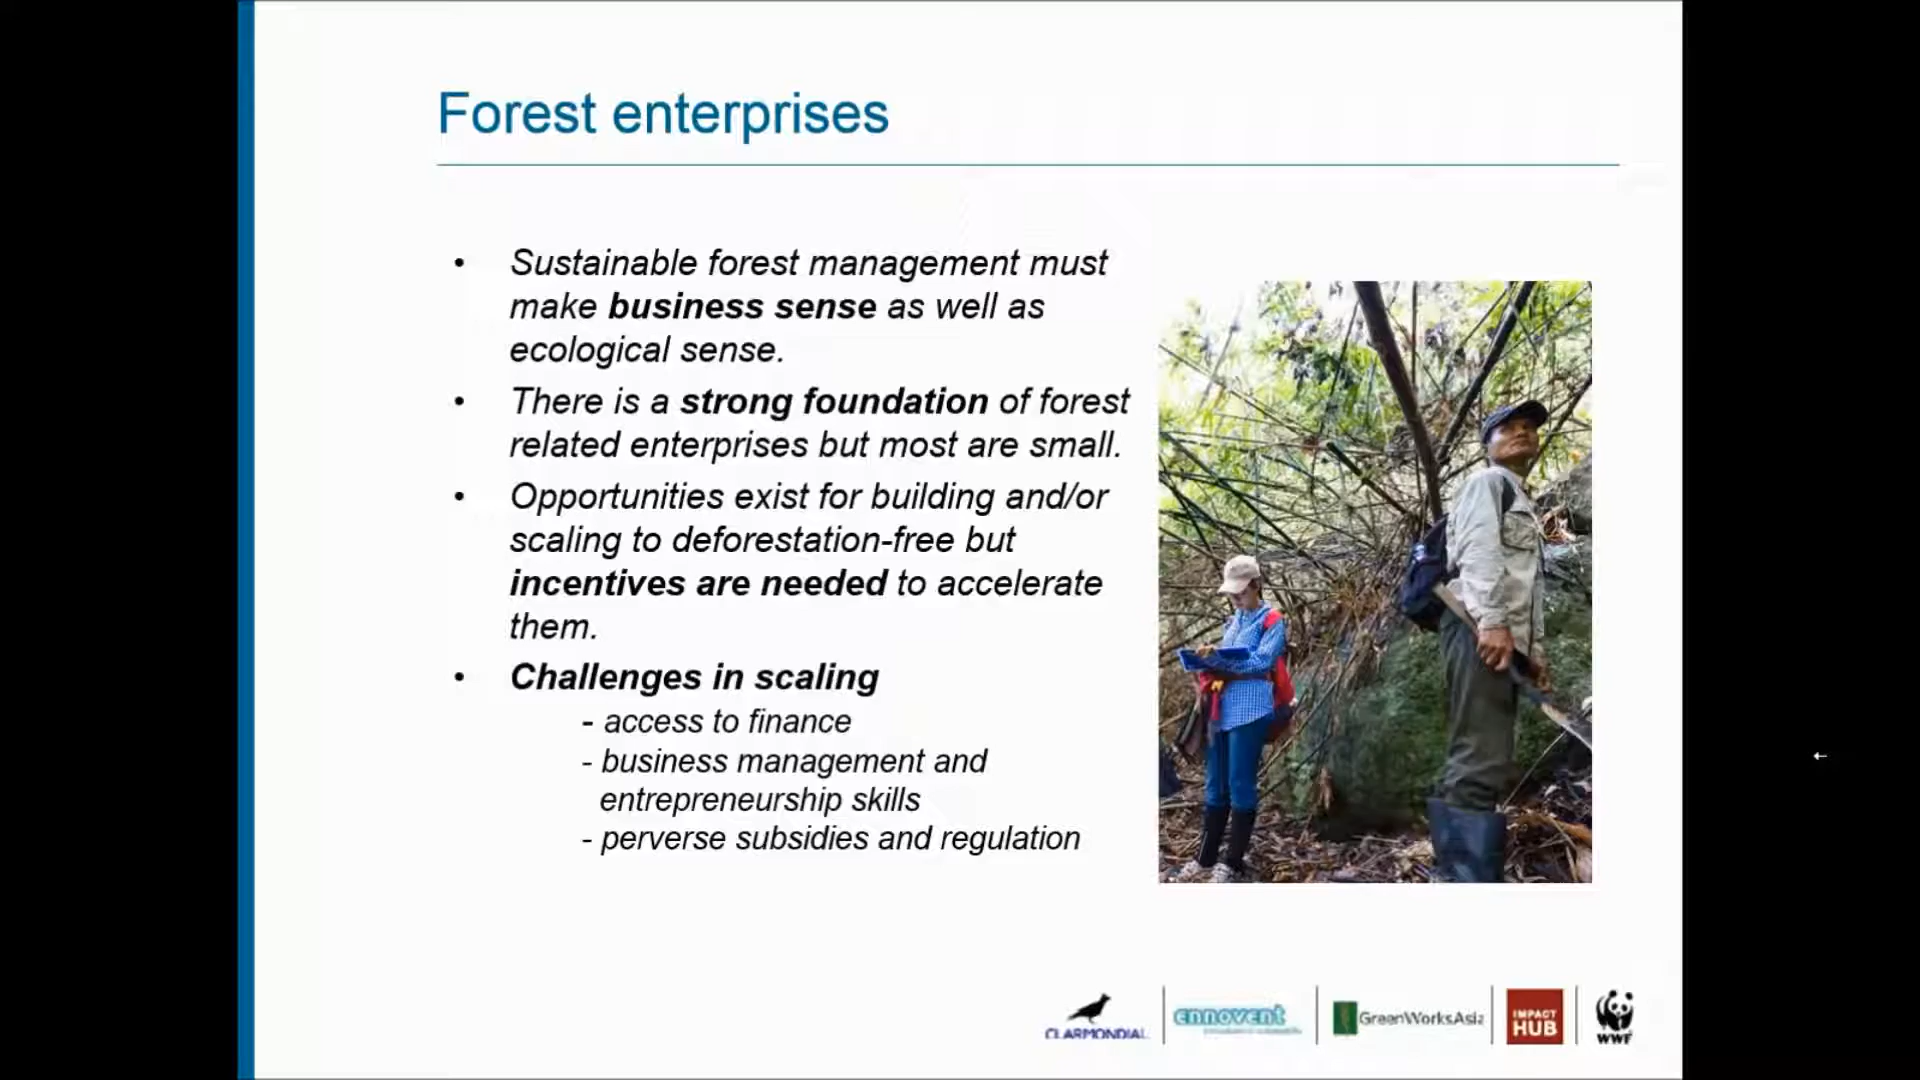 Forest enterprises
• Sustainable forest management must
make business sense as well as
ecological sense.
• There is a strong foundation of forest
related enterprises but most are small.
• Opportunities exist for building and/or
scaling to deforestation-free but
incentives are needed to accelerate
them.
• Challenges in scaling
- access to finance
- business management and
entrepreneurship skills
- perverse subsidies and regulation
CLARMONDIAL
ennovent
GreenWorksAsia
IMPACT
HUB
WWF